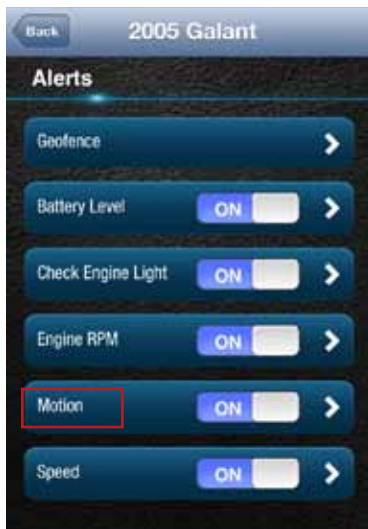 Back 2005 Galant
Alerts
Geofence
Battery Level ON
Check Engine Light ON
Engine RPM ON
Motion ON
Speed ON